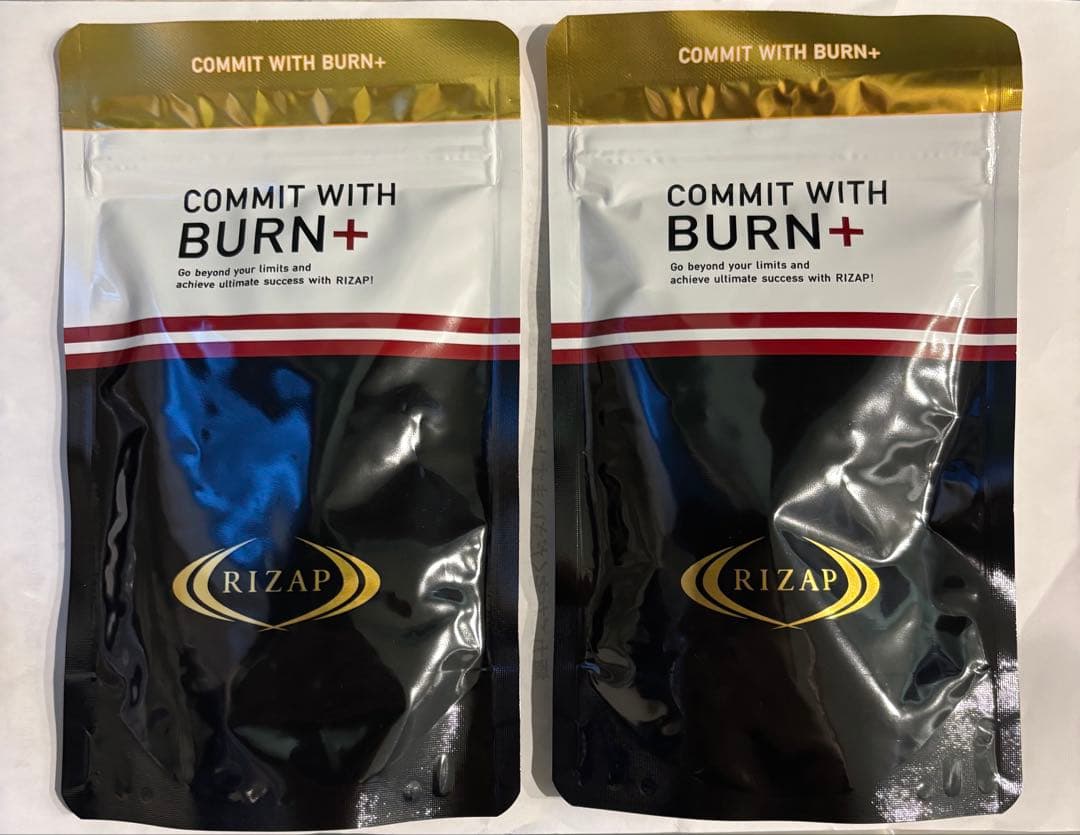 COMMIT WITH BURN+
COMMIT WITH
BURN+
Go beyond your limits and
achieve ultimate success with RIZAP!
RIZAP
COMMIT WITH BURN+
COMMIT WITH
BURN+
Go beyond your limits and
achieve ultimate success with RIZAP!
RIZAP